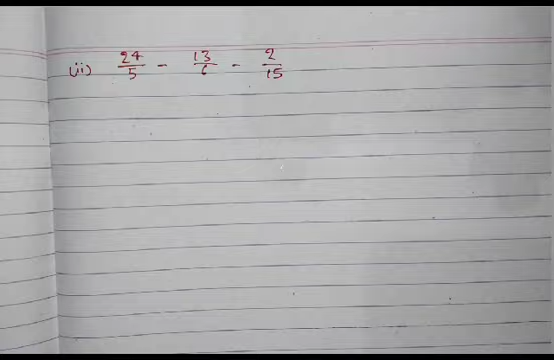 (ii) 24/5 - 13/6 - 2/15